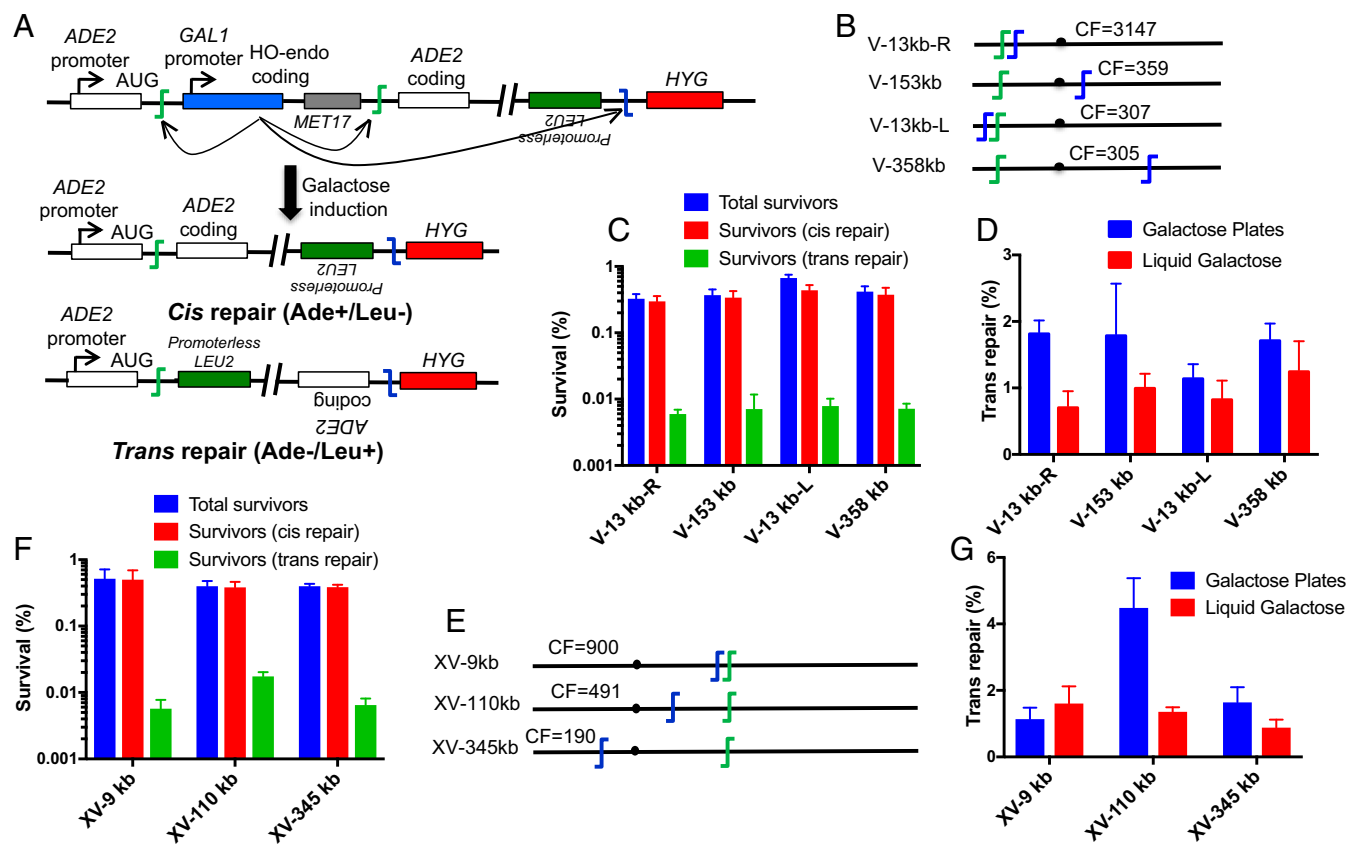 A
ADE2
promoter
AUG
GAL1
promoter
HO-endo
coding
MET17
ADE2
coding
Promoterless
LEU2
HYG
Galactose
induction
ADE2
promoter
AUG
ADE2
coding
Promoterless
LEU2
HYG
Cis repair (Ade+/Leu-)
ADE2
promoter
AUG
Promoterless
LEU2
ADE2
coding
HYG
Trans repair (Ade-/Leu+)
B
V-13kb-R
CF=3147
V-153kb
CF=359
V-13kb-L
CF=307
V-358kb
CF=305
C
Total survivors
Survivors (cis repair)
Survivors (trans repair)
Survival (%)
1
0.1
0.01
0.001
V-13 kb-R
V-153 kb
V-13 kb-L
V-358 kb
D
Galactose Plates
Liquid Galactose
Trans repair (%)
3
2
1
0
V-13 kb-R
V-153 kb
V-13 kb-L
V-358 kb
F
Total survivors
Survivors (cis repair)
Survivors (trans repair)
Survival (%)
1
0.1
0.01
0.001
XV-9 kb
XV-110 kb
XV-345 kb
E
XV-9kb
CF=900
XV-110kb
CF=491
XV-345kb
CF=190
G
Galactose Plates
Liquid Galactose
Trans repair (%)
6
4
2
0
XV-9 kb
XV-110 kb
XV-345 kb